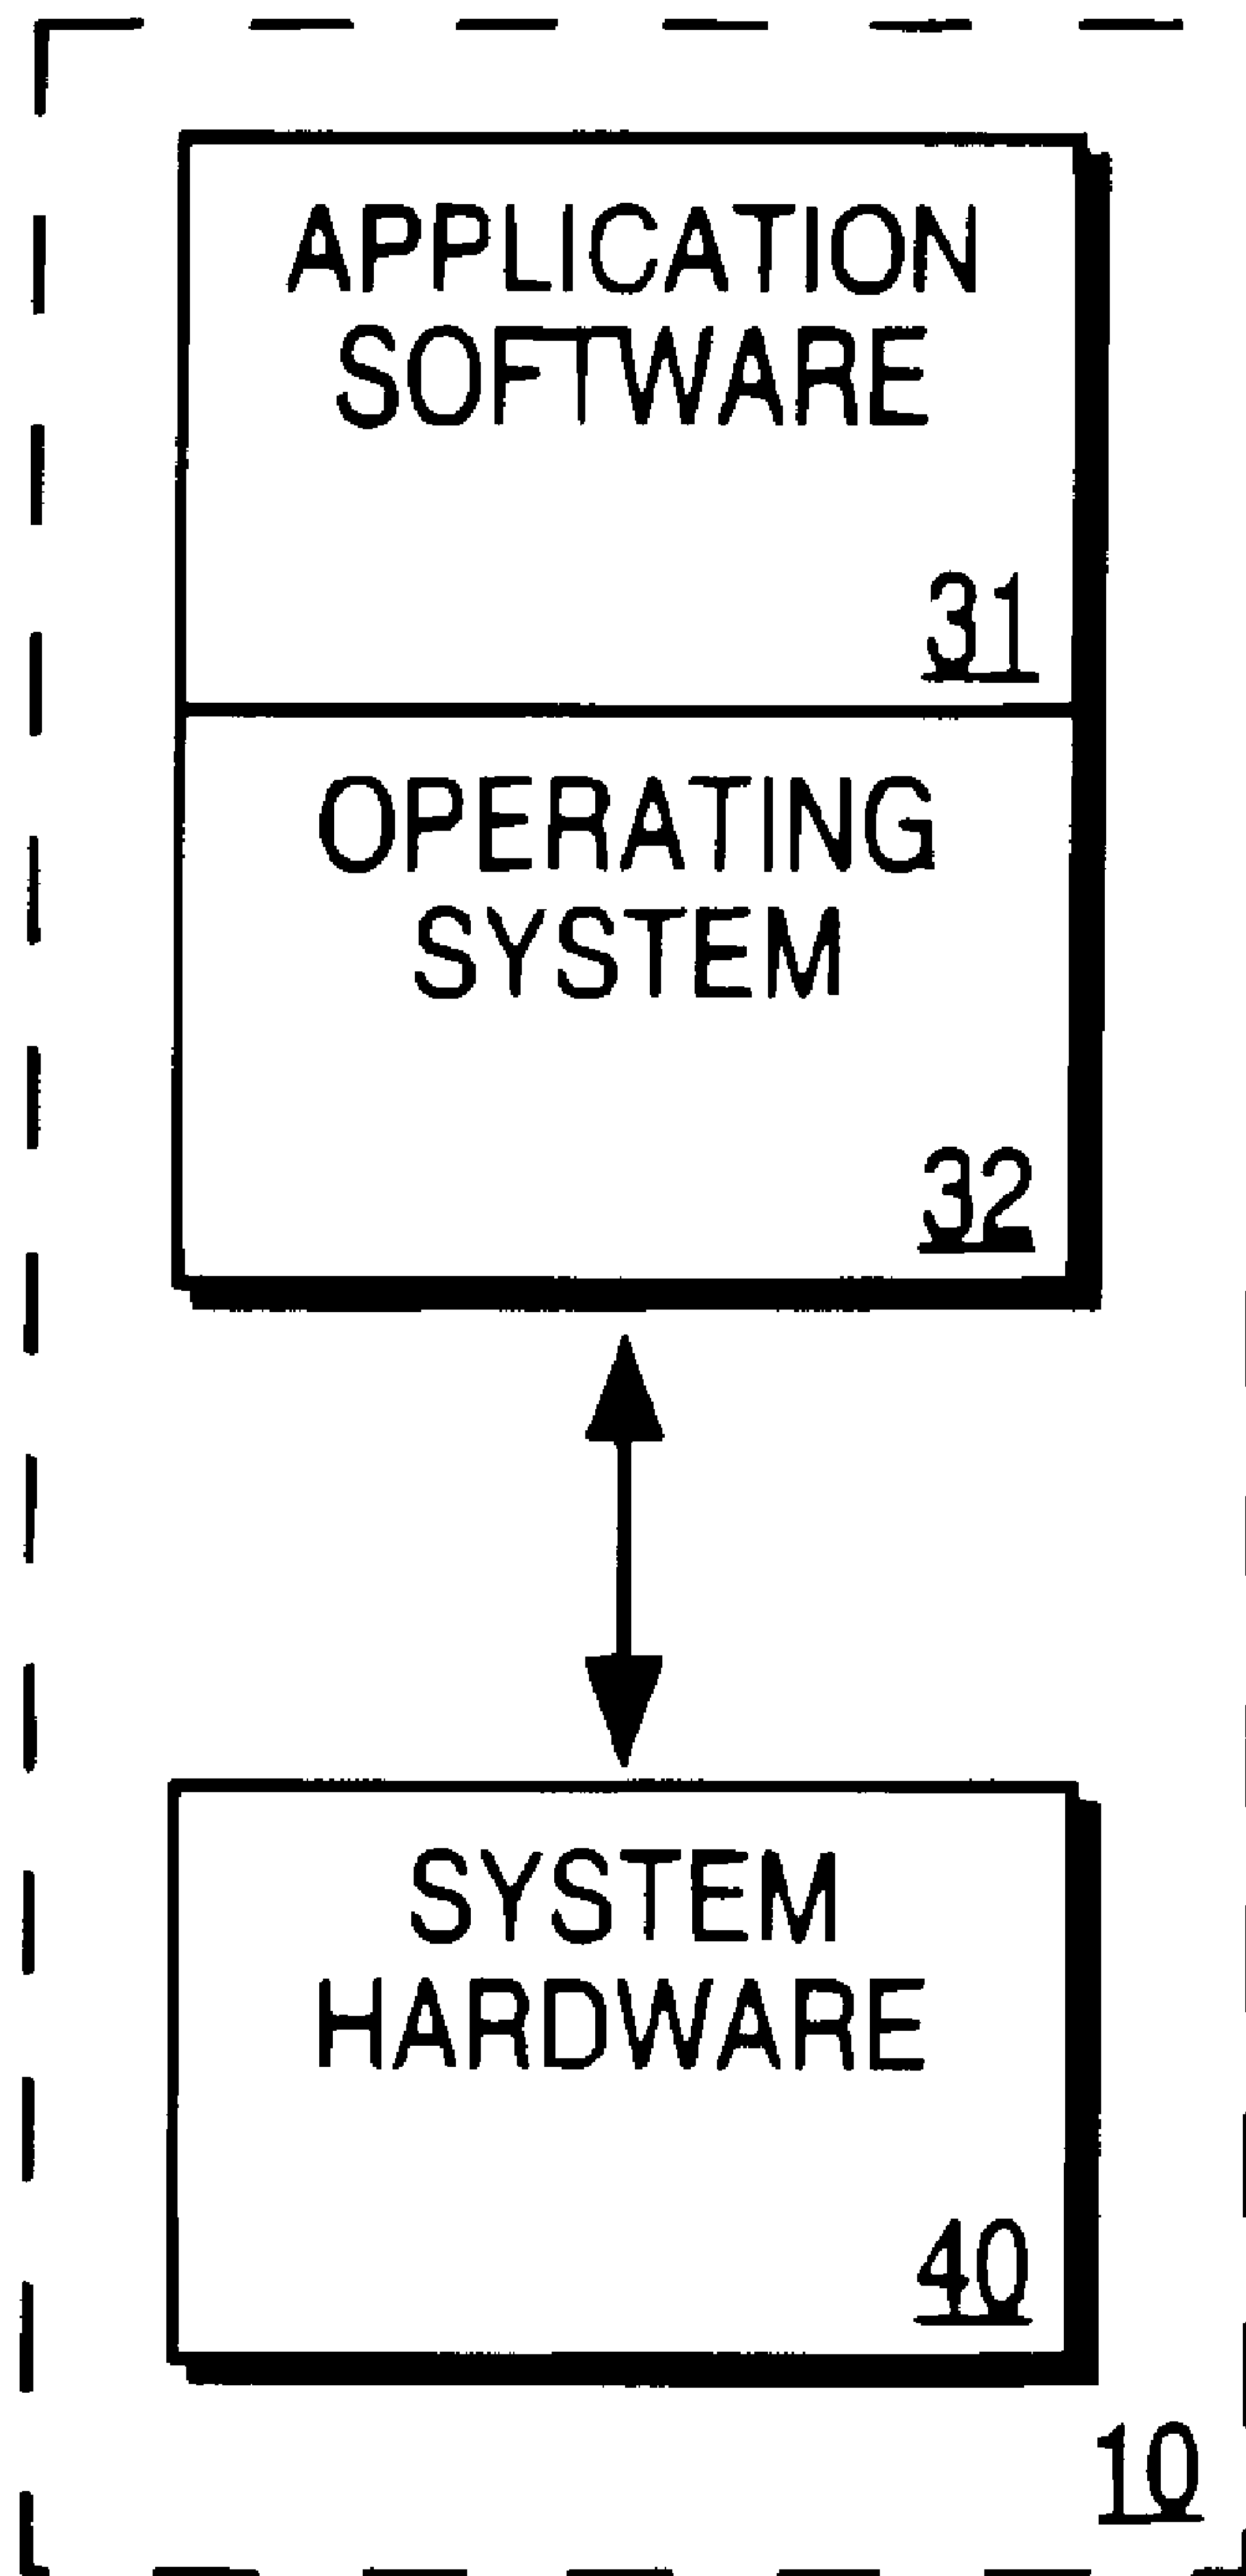 APPLICATION
SOFTWARE
31
OPERATING
SYSTEM
32
SYSTEM
HARDWARE
40
10